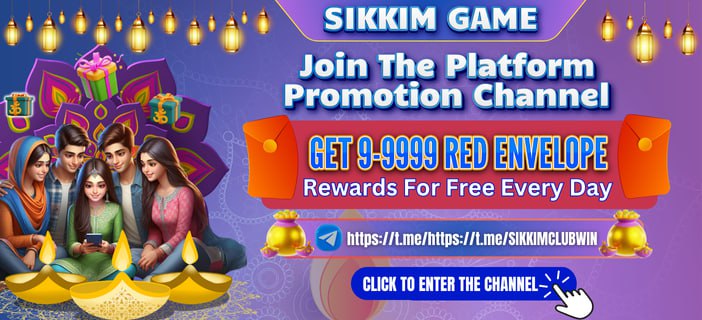 SIKKIM GAME
Join The Platform
Promotion Channel
GET 9-9999 RED ENVELOPE
Rewards For Free Every Day
https://t.me/https://t.me/SIKKIMCLUBWIN
CLICK TO ENTER THE CHANNEL